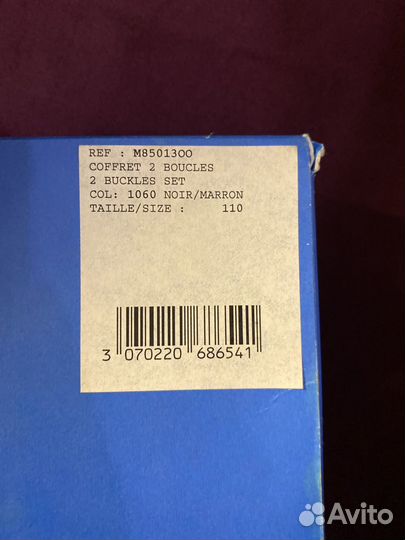 REF : M8501300
COFFRET 2 BOUCLES
2 BUCKLES SET
COL: 1060 NOIR/MARRON
TAILLE/SIZE : 110
3 070220 686541
Avito